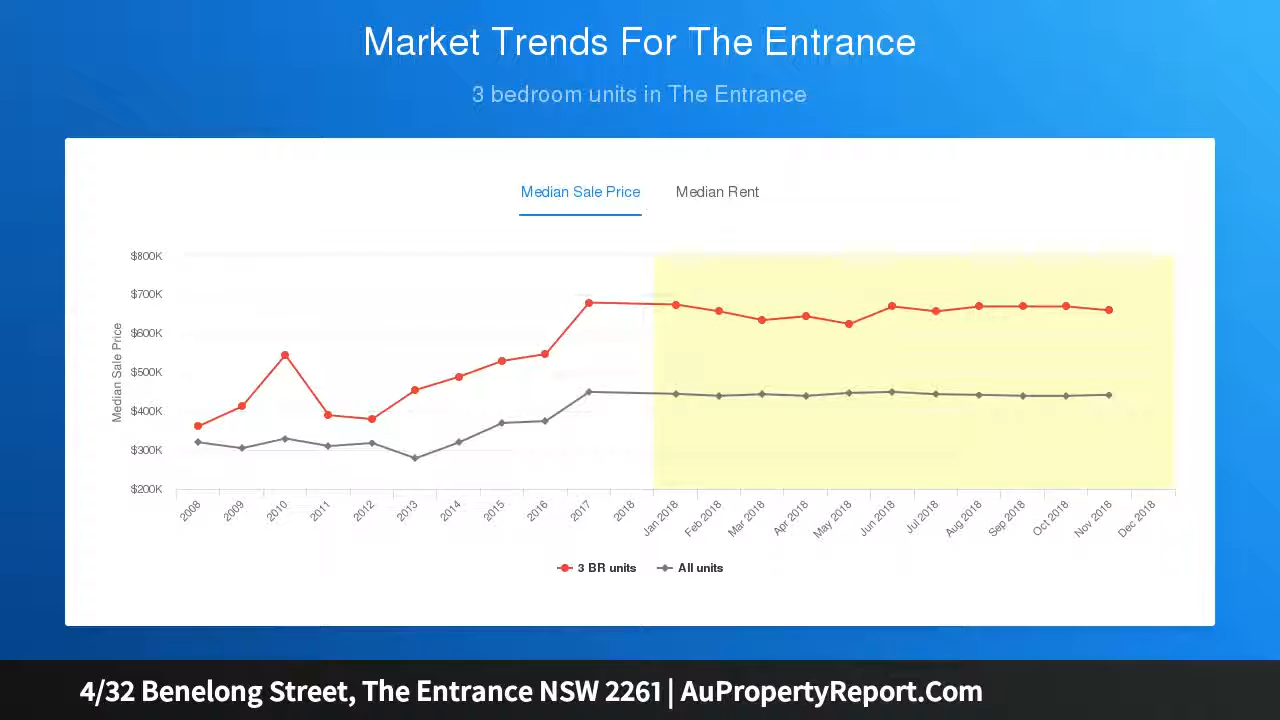 Market Trends For The Entrance
3 bedroom units in The Entrance
Median Sale Price
Median Rent
Median Sale Price
$800K
$700K
$600K
$500K
$400K
$300K
$200K
2008
2009
2010
2011
2012
2013
2014
2015
2016
2017
2018
Jan 2018
Feb 2018
Mar 2018
Apr 2018
May 2018
Jun 2018
Jul 2018
Aug 2018
Sep 2018
Oct 2018
Nov 2018
Dec 2018
3 BR units
All units
4/32 Benelong Street, The Entrance NSW 2261 | AuPropertyReport.Com